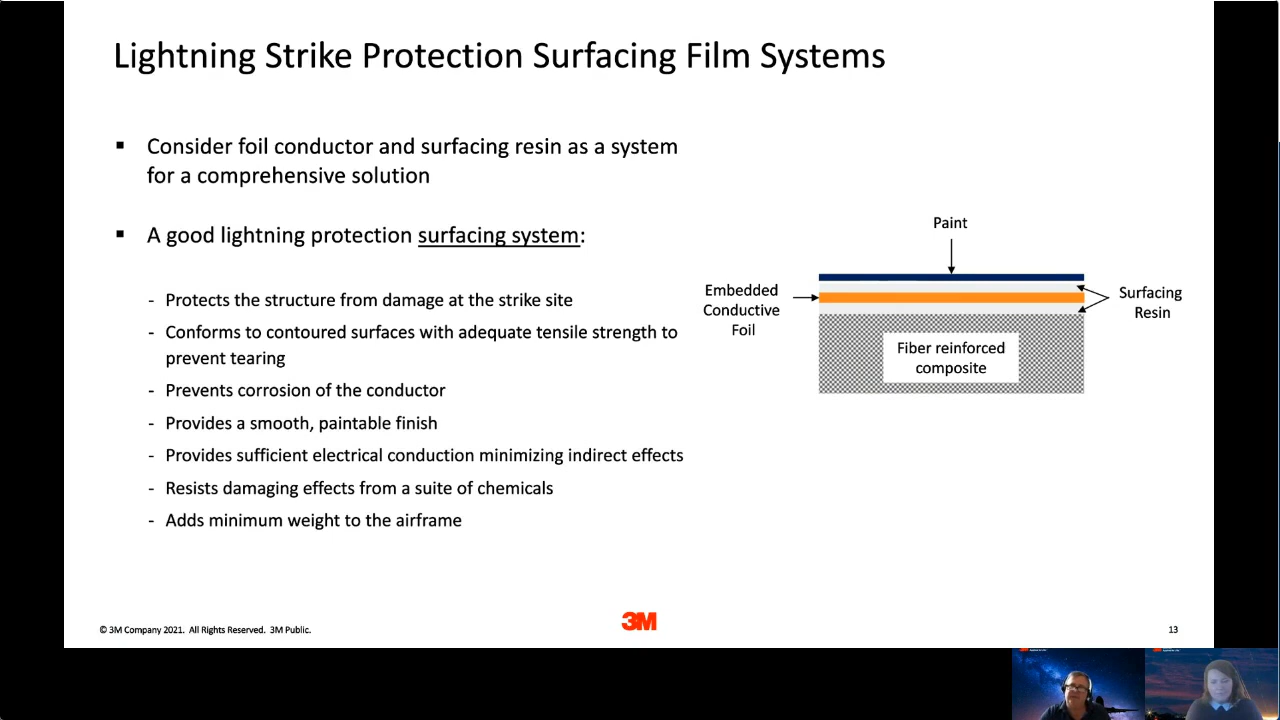 Lightning Strike Protection Surfacing Film Systems
▪ Consider foil conductor and surfacing resin as a system
for a comprehensive solution
▪ A good lightning protection surfacing system:
- Protects the structure from damage at the strike site
- Conforms to contoured surfaces with adequate tensile strength to
prevent tearing
- Prevents corrosion of the conductor
- Provides a smooth, paintable finish
- Provides sufficient electrical conduction minimizing indirect effects
- Resists damaging effects from a suite of chemicals
- Adds minimum weight to the airframe
Paint
Embedded
Conductive
Foil
Surfacing
Resin
Fiber reinforced
composite
© 3M Company 2021. All Rights Reserved. 3M Public.
3M
13